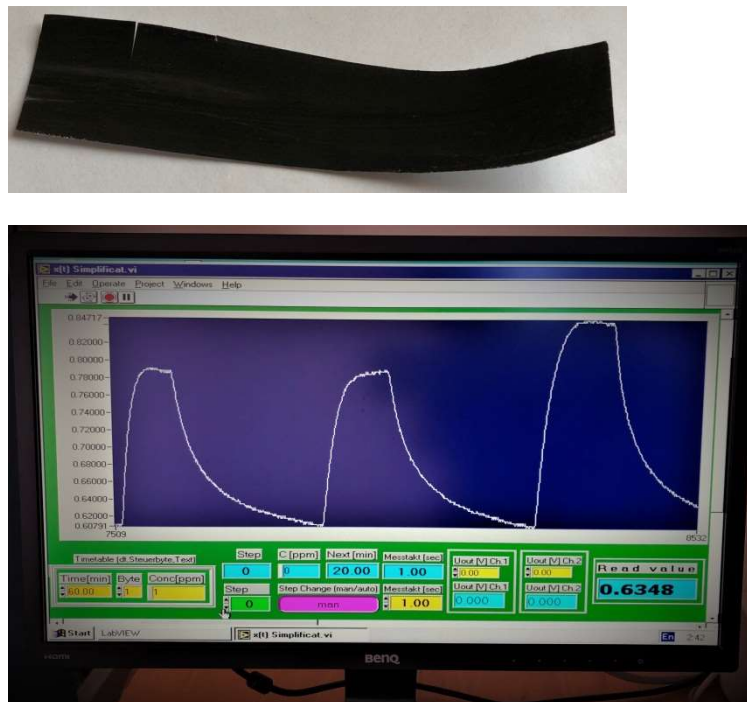 x[t] Simplificat.vi
File Edit Operate Project Windows Help
0.84717
0.82000
0.80000
0.78000
0.76000
0.74000
0.72000
0.70000
0.68000
0.66000
0.64000
0.62000
0.60791
7509
8532
Timetable (dt,Steuerbyte,Text)
Time[min] Byte Conc[ppm]
60.00 1 1
Step C [ppm] Next [min] Messtakt [sec]
0 0 20.00 1.00
Step Step Change (man/auto) Messtakt [sec]
0 man 1.00
Uout [V] Ch.1 Uout [V] Ch.2
0.00 0.00
Uout [V] Ch.1 Uout [V] Ch.2
0.000 0.000
Read value
0.6348
Start LabVIEW x[t] Simplificat.vi En 2:42
HDMI
BenQ